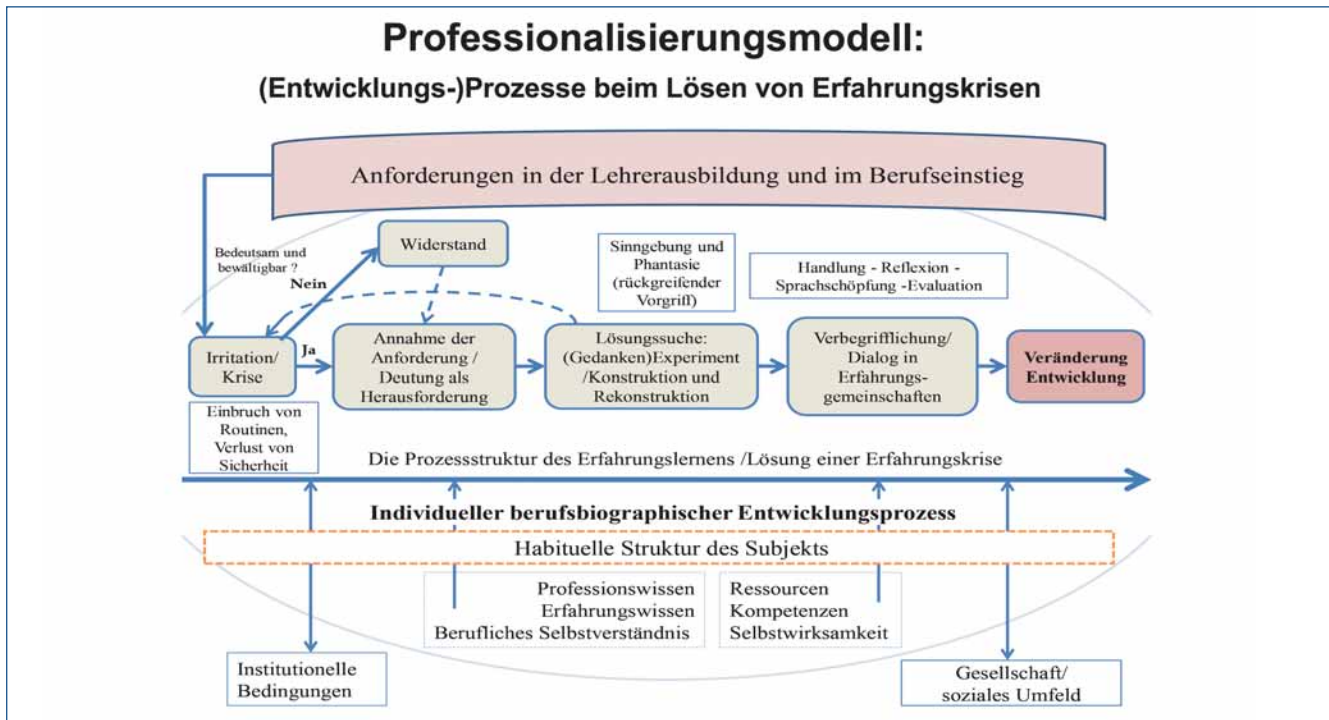 Professionalisierungsmodell:
(Entwicklungs-)Prozesse beim Lösen von Erfahrungskrisen
Anforderungen in der Lehrerausbildung und im Berufseinstieg
Bedeutsam und
bewältigbar ?
Nein
Widerstand
Sinngebung und
Phantasie
(rückgreifender
Vorgriff)
Handlung - Reflexion -
Sprachschöpfung -Evaluation
Irritation/
Krise
Ja
Annahme der
Anforderung /
Deutung als
Herausforderung
Lösungssuche:
(Gedanken)Experiment
/Konstruktion und
Rekonstruktion
Verbegrifflichung/
Dialog in
Erfahrungs-
gemeinschaften
Veränderung
Entwicklung
Einbruch von
Routinen,
Verlust von
Sicherheit
Die Prozessstruktur des Erfahrungslernens /Lösung einer Erfahrungskrise
Individueller berufsbiographischer Entwicklungsprozess
Habituelle Struktur des Subjekts
Professionswissen
Erfahrungswissen
Berufliches Selbstverständnis
Ressourcen
Kompetenzen
Selbstwirksamkeit
Institutionelle
Bedingungen
Gesellschaft/
soziales Umfeld